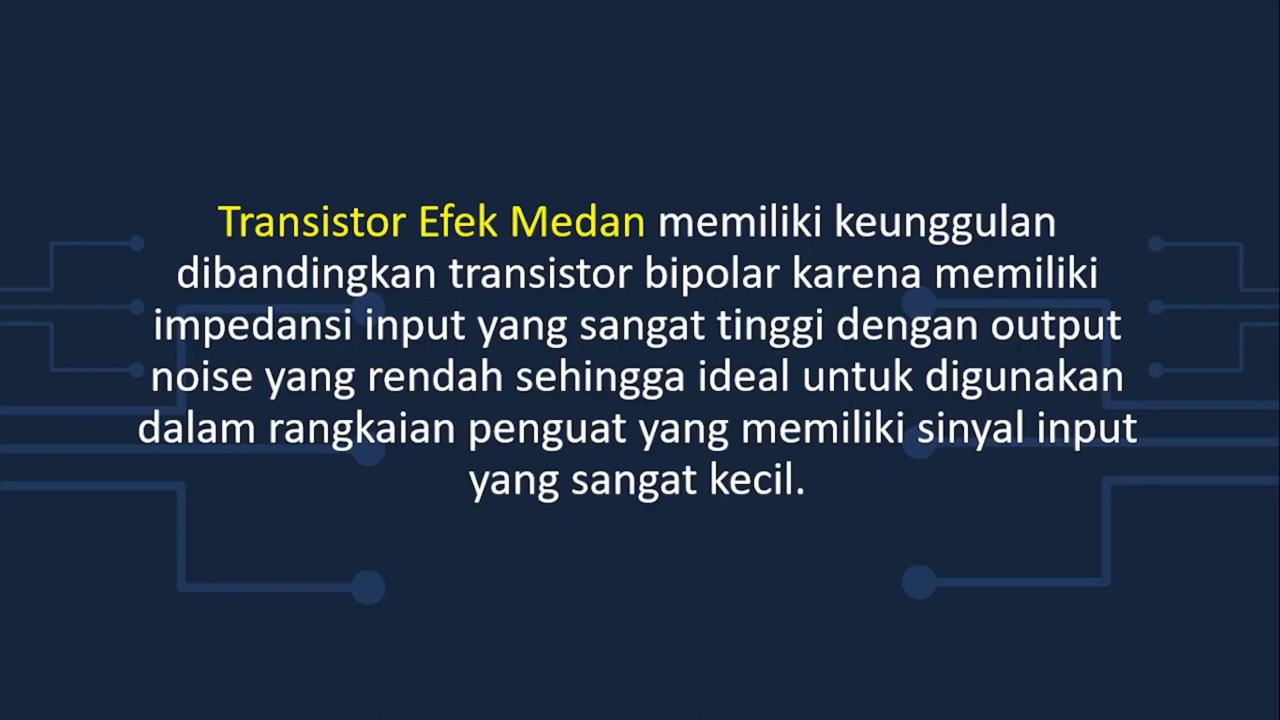 Transistor Efek Medan memiliki keunggulan
dibandingkan transistor bipolar karena memiliki
impedansi input yang sangat tinggi dengan output
noise yang rendah sehingga ideal untuk digunakan
dalam rangkaian penguat yang memiliki sinyal input
yang sangat kecil.